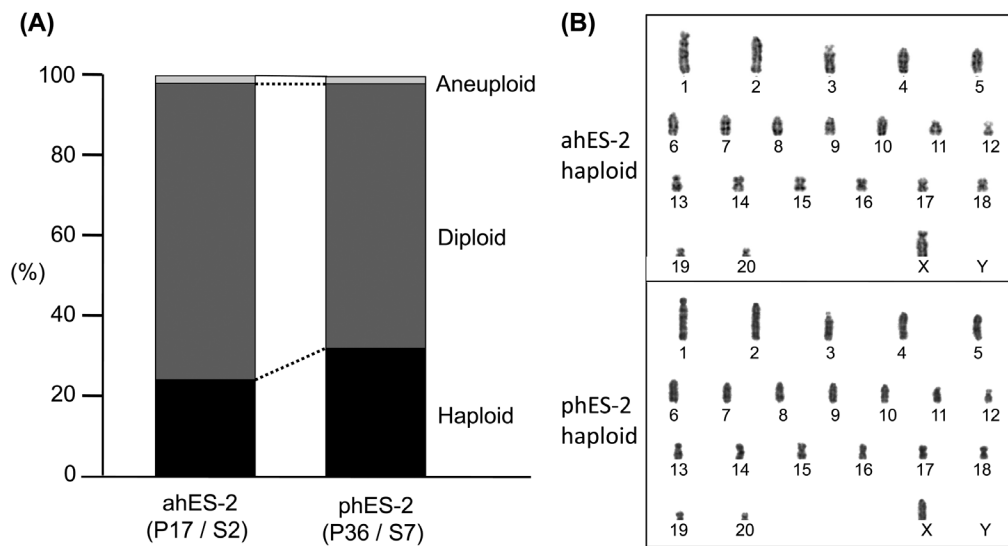 (A)
100
80
60
(%)
40
20
0
Aneuploid
Diploid
Haploid
ahES-2
(P17 / S2)
phES-2
(P36 / S7)
(B)
ahES-2
haploid
1 2 3 4 5
6 7 8 9 10 11 12
13 14 15 16 17 18
19 20 X Y
phES-2
haploid
1 2 3 4 5
6 7 8 9 10 11 12
13 14 15 16 17 18
19 20 X Y